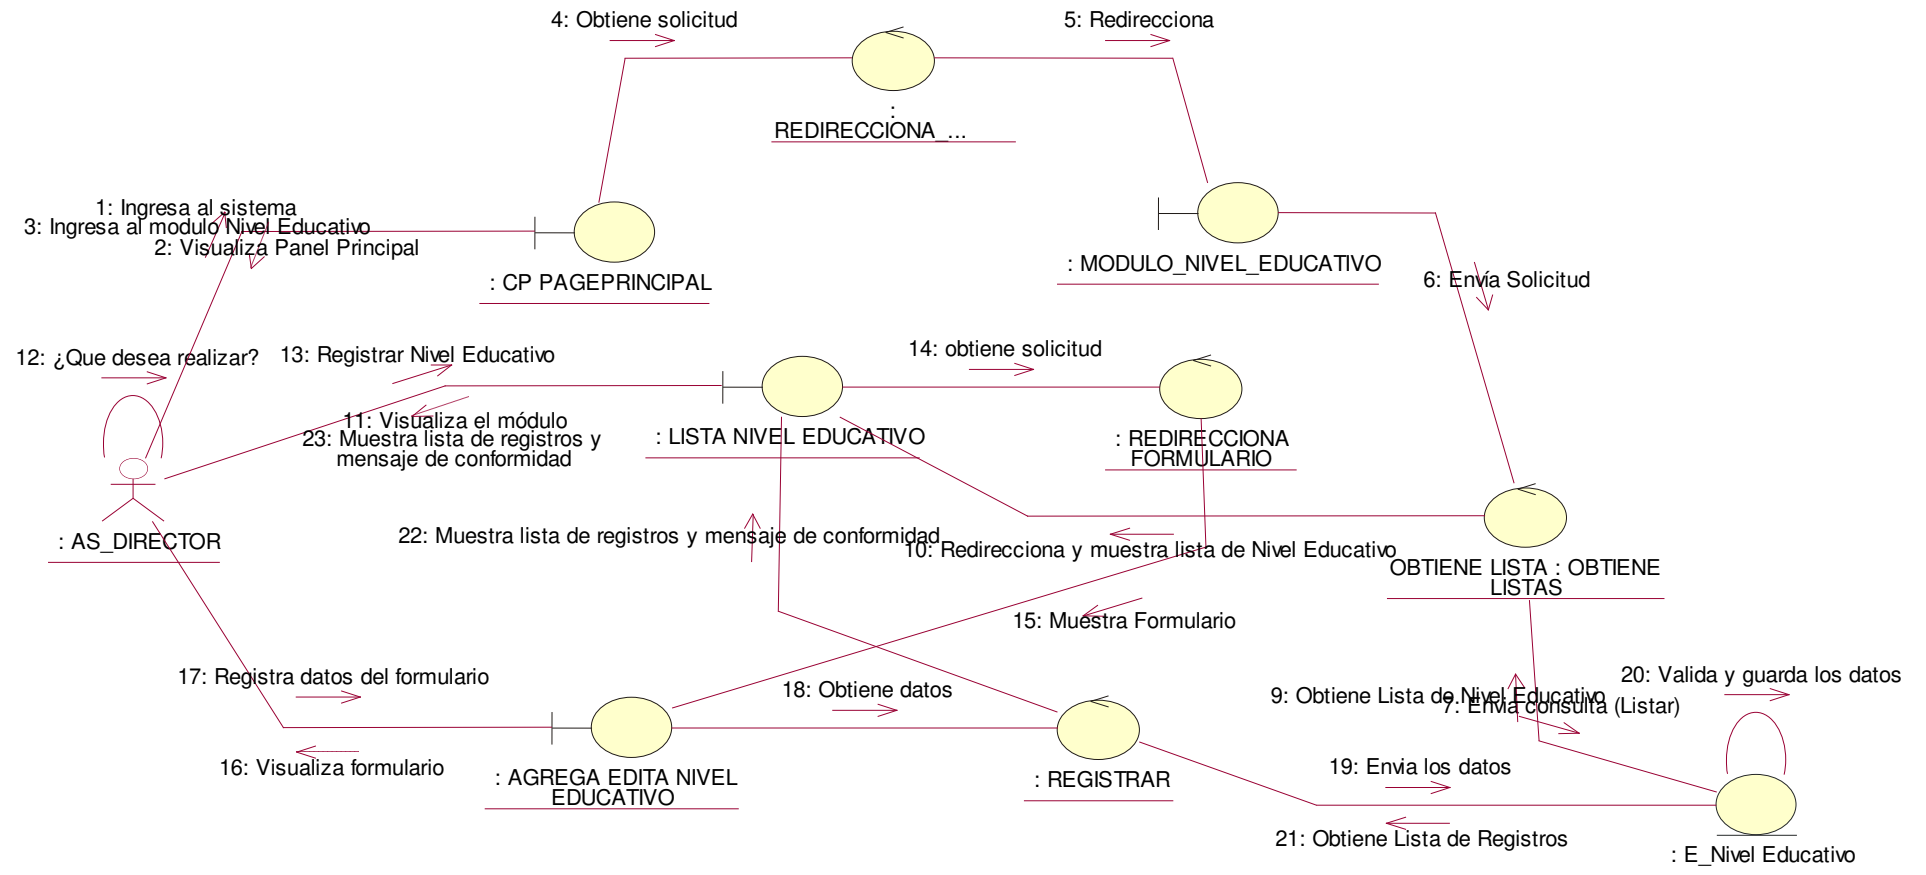 4: Obtiene solicitud
5: Redirecciona
:
REDIRECCIONA_...
1: Ingresa al sistema
3: Ingresa al modulo Nivel Educativo
2: Visualiza Panel Principal
: CP PAGEPRINCIPAL
: MODULO_NIVEL_EDUCATIVO
6: Envía Solicitud
12: ¿Que desea realizar?
13: Registrar Nivel Educativo
14: obtiene solicitud
11: Visualiza el módulo
23: Muestra lista de registros y
mensaje de conformidad
: LISTA NIVEL EDUCATIVO
: REDIRECCIONA
FORMULARIO
: AS_DIRECTOR
22: Muestra lista de registros y mensaje de conformidad
10: Redirecciona y muestra lista de Nivel Educativo
OBTIENE LISTA : OBTIENE
LISTAS
15: Muestra Formulario
17: Registra datos del formulario
18: Obtiene datos
9: Obtiene Lista de Nivel Educativo
7: Envia consulta (Listar)
20: Valida y guarda los datos
16: Visualiza formulario
: AGREGA EDITA NIVEL
EDUCATIVO
: REGISTRAR
19: Envia los datos
21: Obtiene Lista de Registros
: E_Nivel Educativo